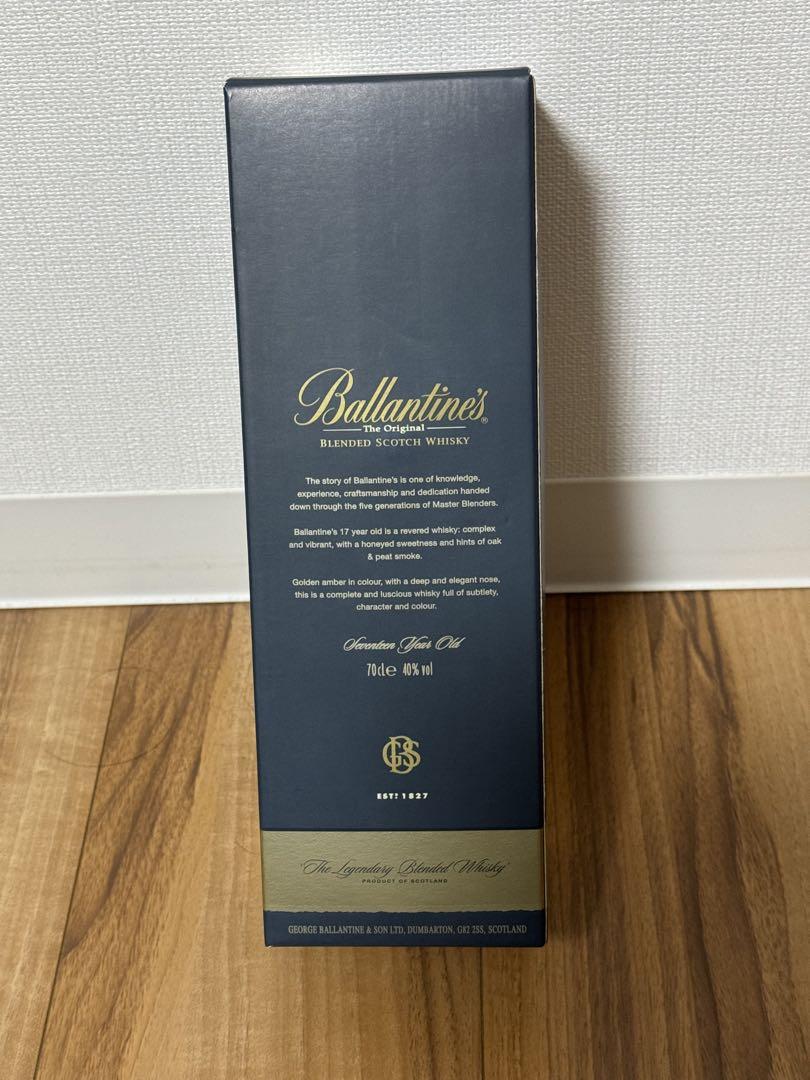 Ballantine's®
The Original
BLENDED SCOTCH WHISKY
The story of Ballantine's is one of knowledge,
experience, craftsmanship and dedication handed
down through the five generations of Master Blenders.
Ballantine's 17 year old is a revered whisky: complex
and vibrant, with a honeyed sweetness and hints of oak
& peat smoke.
Golden amber in colour, with a deep and elegant nose,
this is a complete and luscious whisky full of subtlety,
character and colour.
Seventeen Year Old
70cl℮ 40% vol
GBS
ESTD 1827
'The Legendary Blended Whisky'
PRODUCT OF SCOTLAND
GEORGE BALLANTINE & SON LTD, DUMBARTON, G82 2SS, SCOTLAND